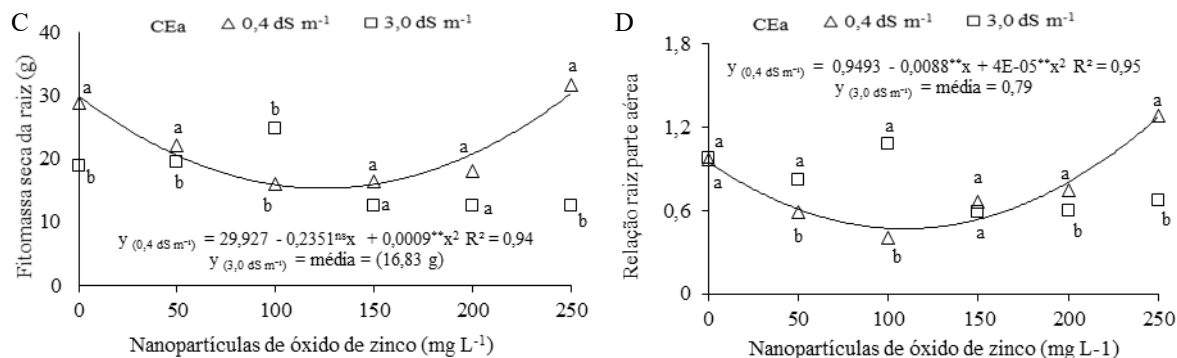 C
CEa △ 0,4 dS m⁻¹ □ 3,0 dS m⁻¹
Fitomassa seca da raiz (g)
40
30
20
10
0
a
a
b
a
a
a
b
b
b
a
a
b
y (0,4 dS m⁻¹) = 29,927 - 0,2351ⁿˢx + 0,0009**x² R² = 0,94
y (3,0 dS m⁻¹) = média = (16,83 g)
0 50 100 150 200 250
Nanopartículas de óxido de zinco (mg L⁻¹)
D
CEa △ 0,4 dS m⁻¹ □ 3,0 dS m⁻¹
Relação raiz parte aérea
1,8
1,2
0,6
0
y (0,4 dS m⁻¹) = 0,9493 - 0,0088**x + 4E-05**x² R² = 0,95
y (3,0 dS m⁻¹) = média = 0,79
a
a
a
b
a
b
a
a
a
b
a
b
0 50 100 150 200 250
Nanopartículas de óxido de zinco (mg L-1)